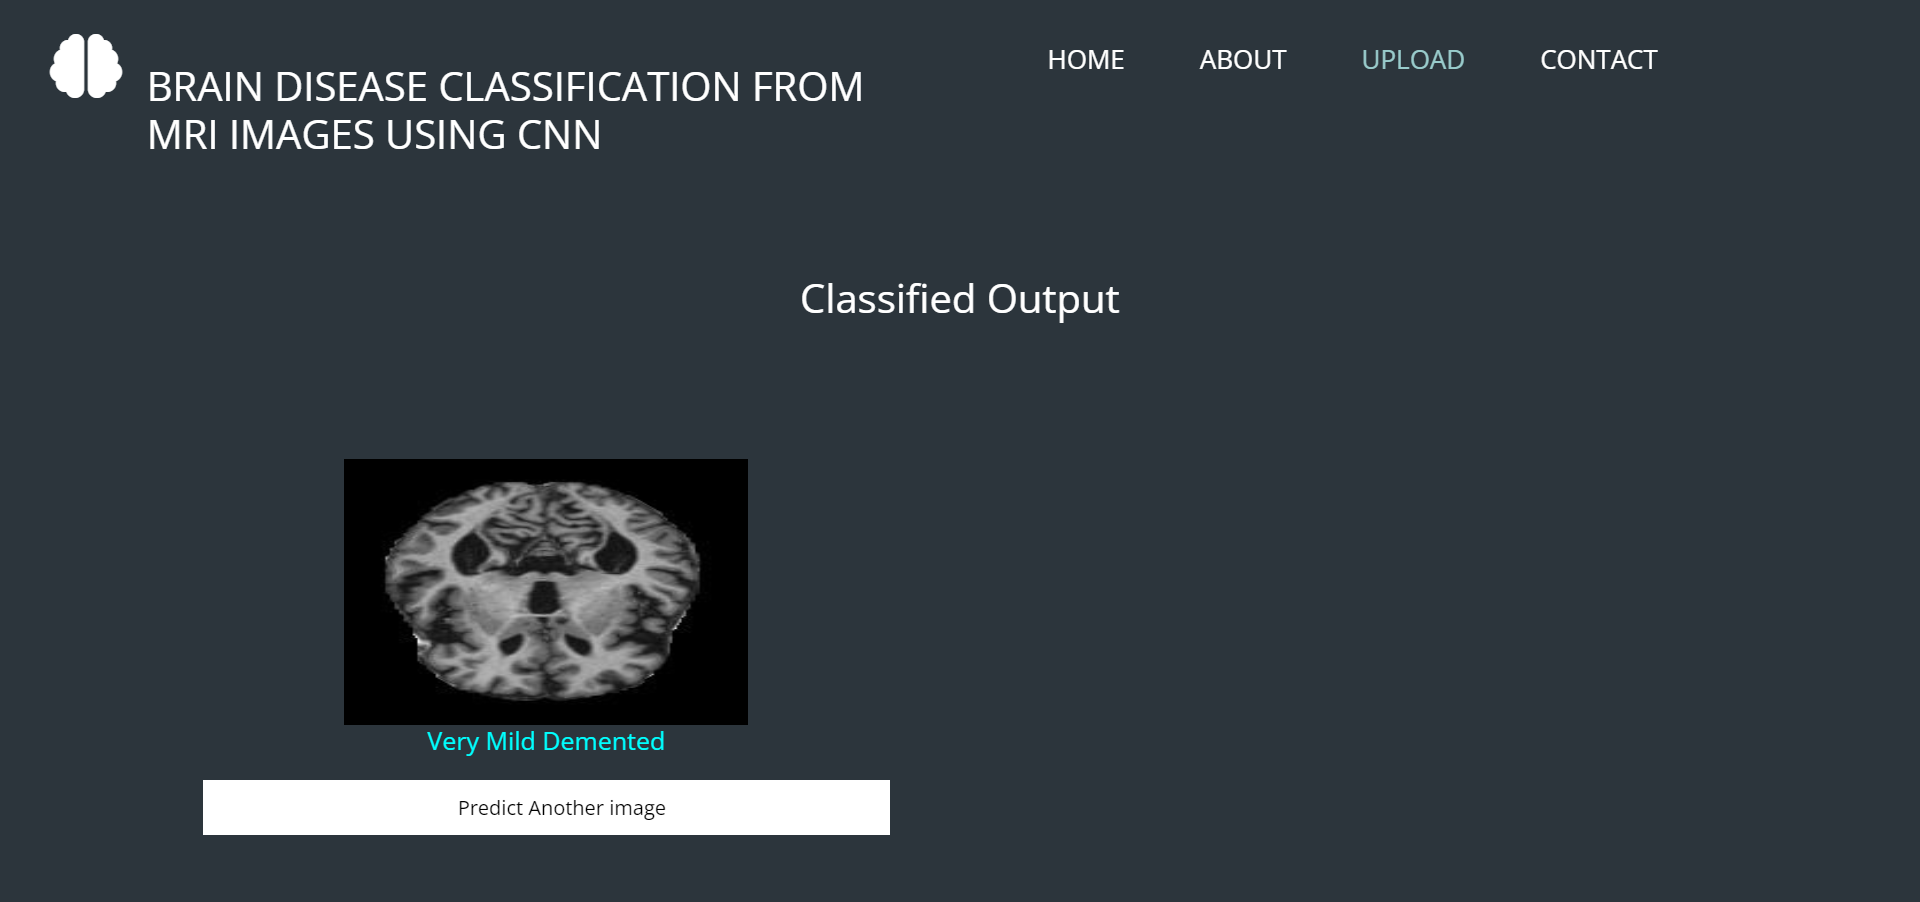 BRAIN DISEASE CLASSIFICATION FROM
MRI IMAGES USING CNN
HOME ABOUT UPLOAD CONTACT
Classified Output
Very Mild Demented
Predict Another image